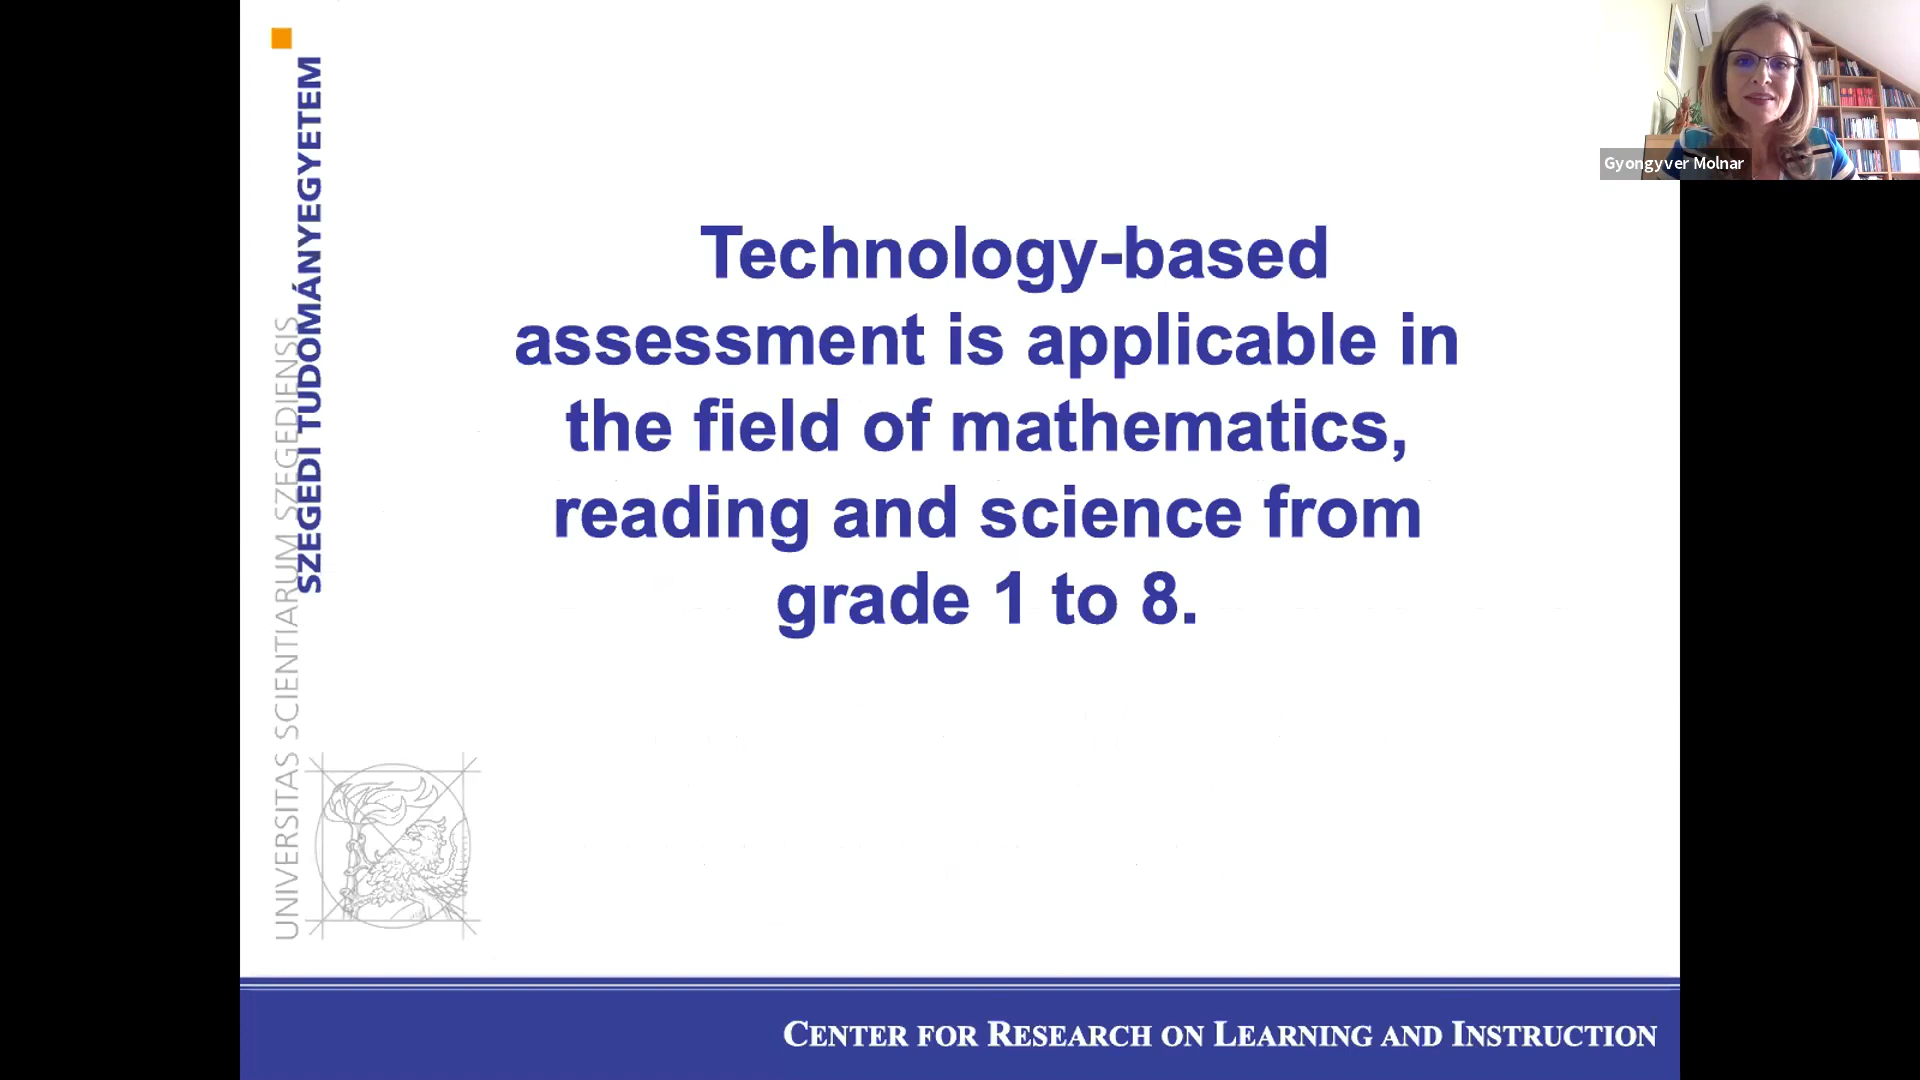 SZEGEDI TUDOMÁNYEGYETEM
UNIVERSITAS SCIENTIARUM SZEGEDIENSIS
Gyongyver Molnar
Technology-based
assessment is applicable in
the field of mathematics,
reading and science from
grade 1 to 8.
CENTER FOR RESEARCH ON LEARNING AND INSTRUCTION